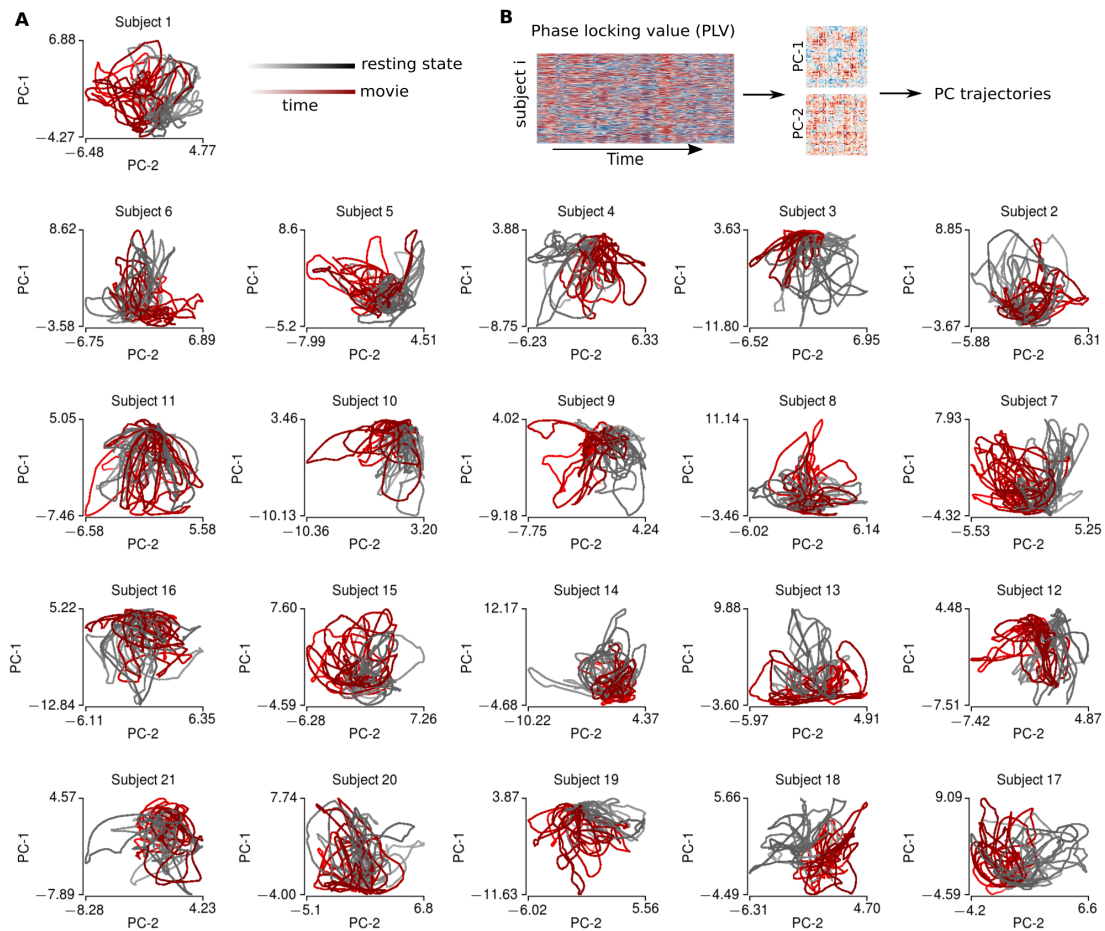 A
Subject 1
6.88
PC-1
−4.27
−6.48
4.77
PC-2
resting state
movie
time
B
Phase locking value (PLV)
subject i
Time
PC-1
PC-2
PC trajectories
Subject 6
8.62
PC-1
−3.58
−6.75
6.89
PC-2
Subject 5
8.6
PC-1
−5.2
−7.99
4.51
PC-2
Subject 4
3.88
PC-1
−8.75
−6.23
6.33
PC-2
Subject 3
3.63
PC-1
−11.80
−6.52
6.95
PC-2
Subject 2
8.85
PC-1
−3.67
−5.88
6.31
PC-2
Subject 11
5.05
PC-1
−7.46
−6.58
5.58
PC-2
Subject 10
3.46
PC-1
−10.13
−10.36
3.20
PC-2
Subject 9
4.02
PC-1
−9.18
−7.75
4.24
PC-2
Subject 8
11.14
PC-1
−3.46
−6.02
6.14
PC-2
Subject 7
7.93
PC-1
−4.32
−5.53
5.25
PC-2
Subject 16
5.22
PC-1
−12.84
−6.11
6.35
PC-2
Subject 15
7.60
PC-1
−4.59
−6.28
7.26
PC-2
Subject 14
12.17
PC-1
−4.68
−10.22
4.37
PC-2
Subject 13
9.88
PC-1
−3.60
−5.97
4.91
PC-2
Subject 12
4.48
PC-1
−7.51
−7.42
4.87
PC-2
Subject 21
4.57
PC-1
−7.89
−8.28
4.23
PC-2
Subject 20
7.74
PC-1
−4.00
−5.1
6.8
PC-2
Subject 19
3.87
PC-1
−11.63
−6.02
5.56
PC-2
Subject 18
5.66
PC-1
−4.49
−6.31
4.70
PC-2
Subject 17
9.09
PC-1
−4.59
−4.2
6.6
PC-2